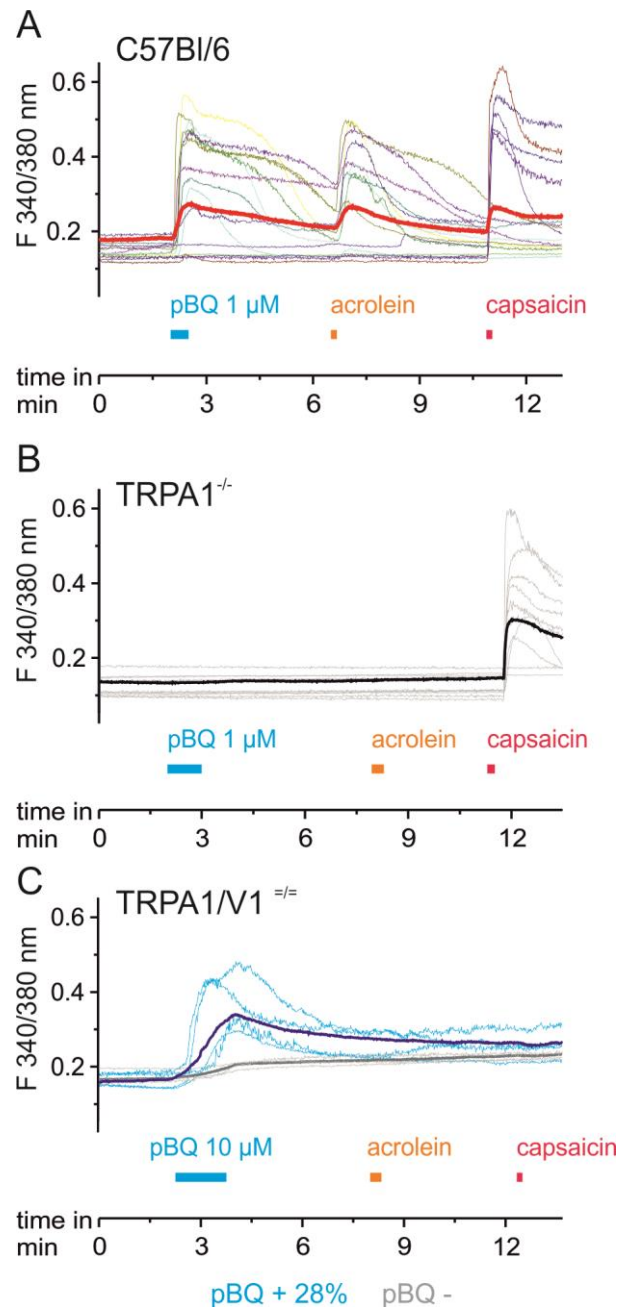 A
C57Bl/6
F 340/380 nm
0.6
0.4
0.2
pBQ 1 µM acrolein capsaicin
time in
min
0 3 6 9 12
B
TRPA1-/-
F 340/380 nm
0.6
0.4
0.2
pBQ 1 µM acrolein capsaicin
time in
min
0 3 6 9 12
C
TRPA1/V1 =/=
F 340/380 nm
0.6
0.4
0.2
pBQ 10 µM acrolein capsaicin
time in
min
0 3 6 9 12
pBQ + 28% pBQ -